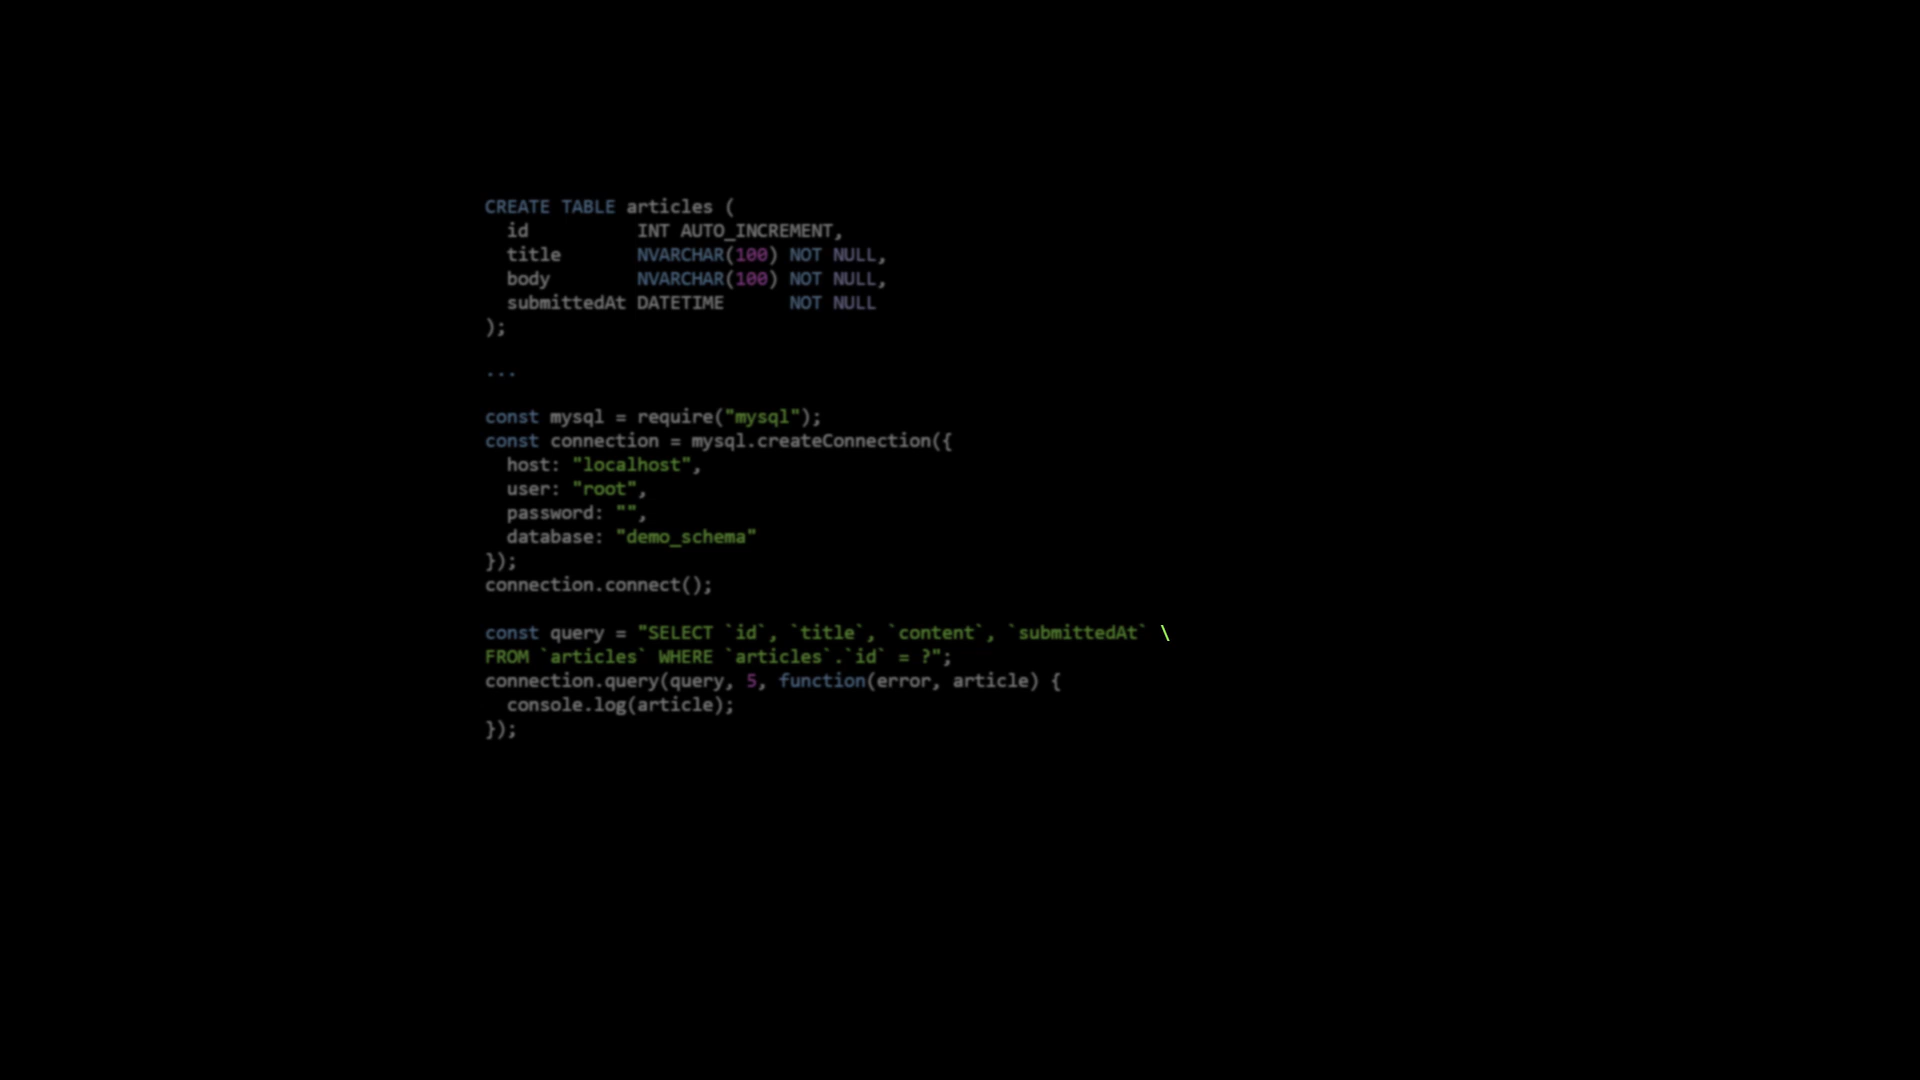 CREATE TABLE articles (
  id          INT AUTO_INCREMENT,
  title       NVARCHAR(100) NOT NULL,
  body        NVARCHAR(100) NOT NULL,
  submittedAt DATETIME      NOT NULL
);
...
const mysql = require("mysql");
const connection = mysql.createConnection({
  host: "localhost",
  user: "root",
  password: "",
  database: "demo_schema"
});
connection.connect();
const query = "SELECT `id`, `title`, `content`, `submittedAt` \
FROM `articles` WHERE `articles`.`id` = ?";
connection.query(query, 5, function(error, article) {
  console.log(article);
});